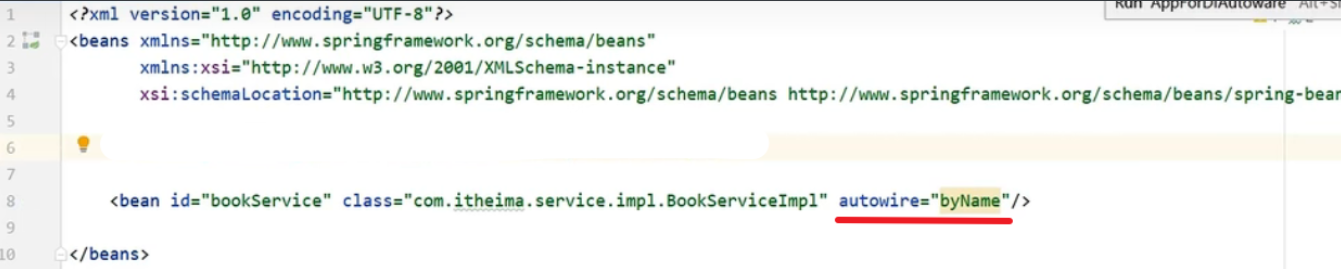 Run 'AppForDIAutoware' Alt+S
1 <?xml version="1.0" encoding="UTF-8"?>
2 <beans xmlns="http://www.springframework.org/schema/beans"
3 xmlns:xsi="http://www.w3.org/2001/XMLSchema-instance"
4 xsi:schemaLocation="http://www.springframework.org/schema/beans http://www.springframework.org/schema/beans/spring-bean
5
6
7
8 <bean id="bookService" class="com.itheima.service.impl.BookServiceImpl" autowire="byName"/>
9
10 </beans>